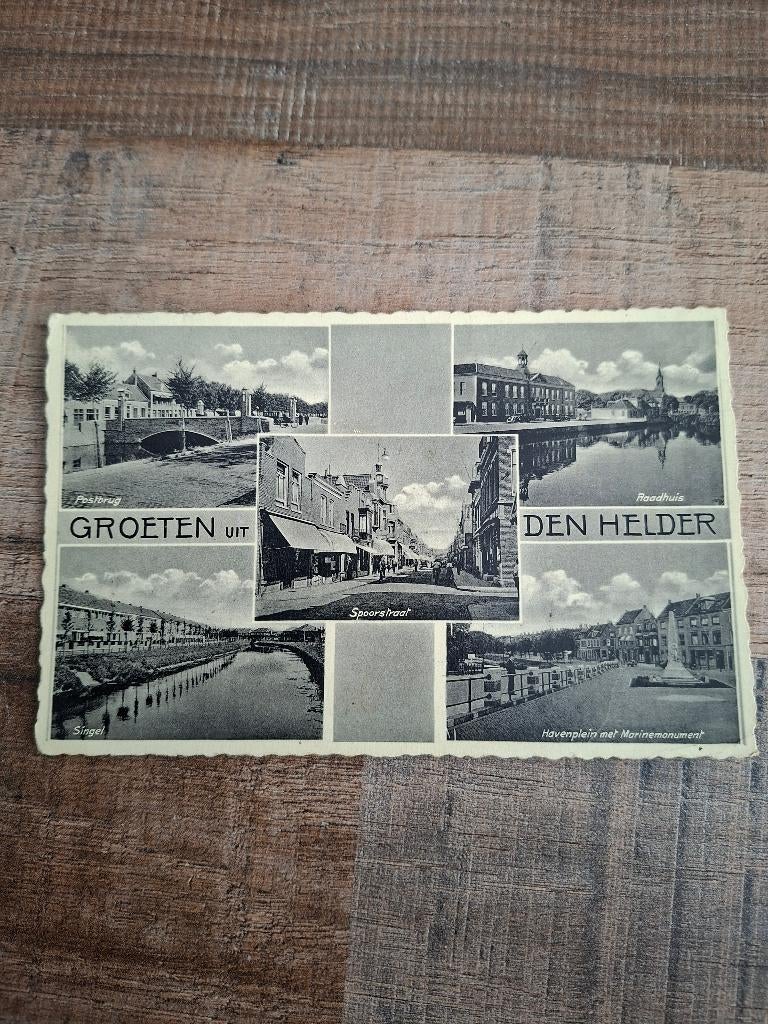 Postbrug
Raadhuis
GROETEN UIT DEN HELDER
Spoorstraat
Singel
Havenplein met Marinemonument